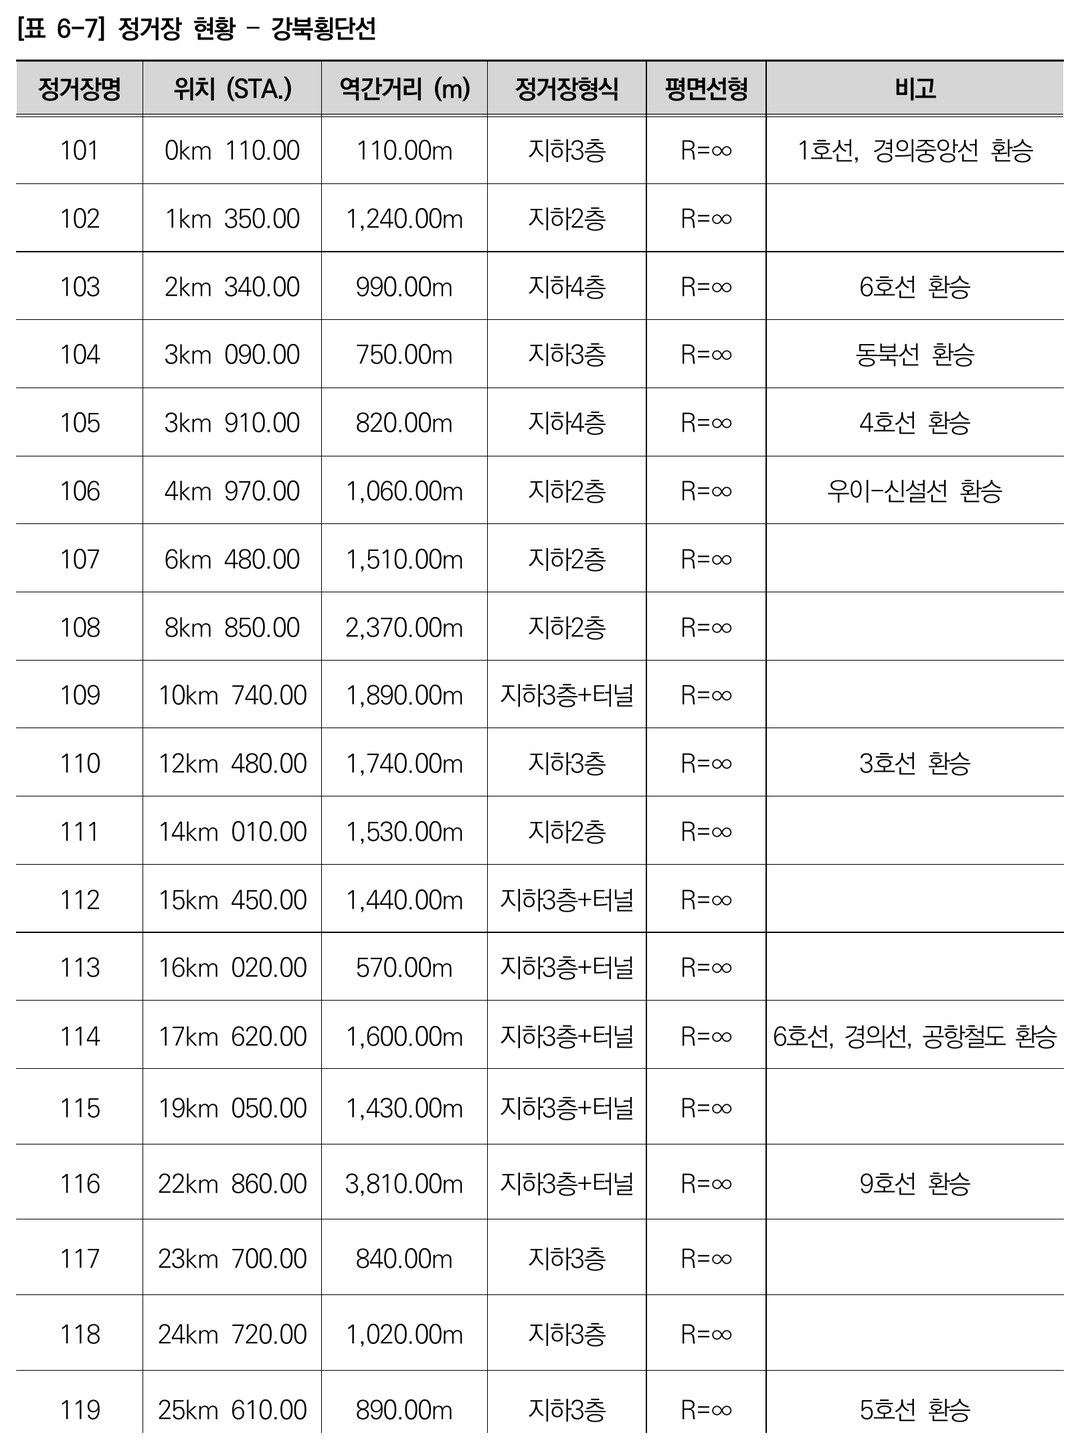 [표 6-7] 정거장 현황 - 강북횡단선
정거장명 위치 (STA.) 역간거리 (m) 정거장형식 평면선형 비고
101 0km 110.00 110.00m 지하3층 R=∞ 1호선, 경의중앙선 환승
102 1km 350.00 1,240.00m 지하2층 R=∞
103 2km 340.00 990.00m 지하4층 R=∞ 6호선 환승
104 3km 090.00 750.00m 지하3층 R=∞ 동북선 환승
105 3km 910.00 820.00m 지하4층 R=∞ 4호선 환승
106 4km 970.00 1,060.00m 지하2층 R=∞ 우이-신설선 환승
107 6km 480.00 1,510.00m 지하2층 R=∞
108 8km 850.00 2,370.00m 지하2층 R=∞
109 10km 740.00 1,890.00m 지하3층+터널 R=∞
110 12km 480.00 1,740.00m 지하3층 R=∞ 3호선 환승
111 14km 010.00 1,530.00m 지하2층 R=∞
112 15km 450.00 1,440.00m 지하3층+터널 R=∞
113 16km 020.00 570.00m 지하3층+터널 R=∞
114 17km 620.00 1,600.00m 지하3층+터널 R=∞ 6호선, 경의선, 공항철도 환승
115 19km 050.00 1,430.00m 지하3층+터널 R=∞
116 22km 860.00 3,810.00m 지하3층+터널 R=∞ 9호선 환승
117 23km 700.00 840.00m 지하3층 R=∞
118 24km 720.00 1,020.00m 지하3층 R=∞
119 25km 610.00 890.00m 지하3층 R=∞ 5호선 환승